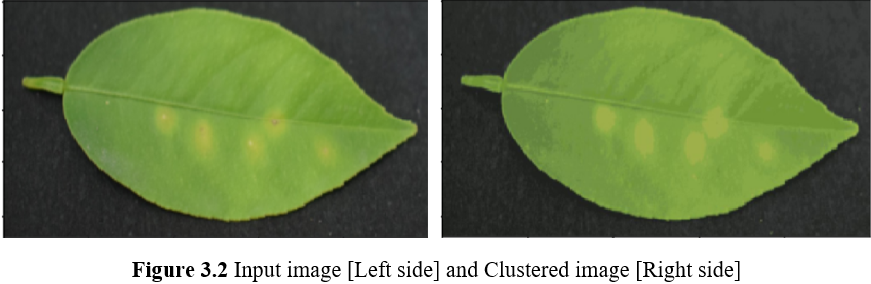 Figure 3.2 Input image [Left side] and Clustered image [Right side]